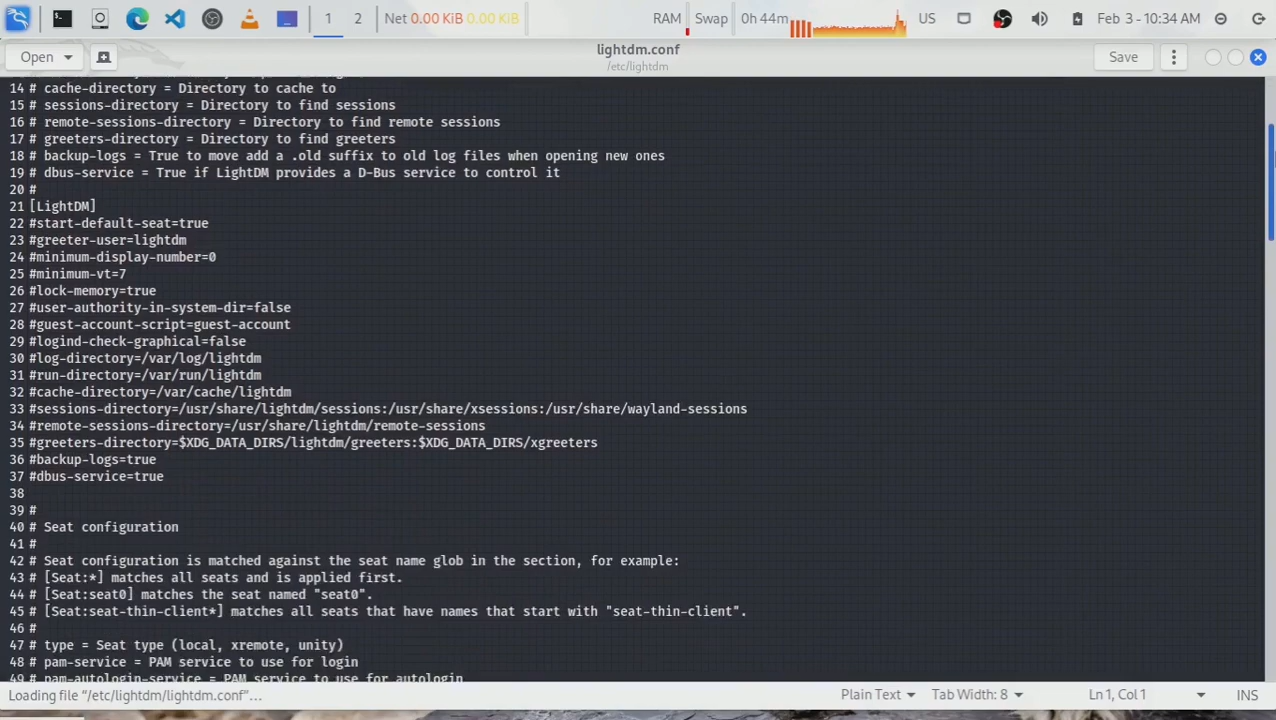 1 2 Net 0.00 KiB 0.00 KiB RAM Swap 0h 44m US Feb 3 - 10:34 AM
Open lightdm.conf Save
/etc/lightdm
14 # cache-directory = Directory to cache to
15 # sessions-directory = Directory to find sessions
16 # remote-sessions-directory = Directory to find remote sessions
17 # greeters-directory = Directory to find greeters
18 # backup-logs = True to move add a .old suffix to old log files when opening new ones
19 # dbus-service = True if LightDM provides a D-Bus service to control it
20 #
21 [LightDM]
22 #start-default-seat=true
23 #greeter-user=lightdm
24 #minimum-display-number=0
25 #minimum-vt=7
26 #lock-memory=true
27 #user-authority-in-system-dir=false
28 #guest-account-script=guest-account
29 #logind-check-graphical=false
30 #log-directory=/var/log/lightdm
31 #run-directory=/var/run/lightdm
32 #cache-directory=/var/cache/lightdm
33 #sessions-directory=/usr/share/lightdm/sessions:/usr/share/xsessions:/usr/share/wayland-sessions
34 #remote-sessions-directory=/usr/share/lightdm/remote-sessions
35 #greeters-directory=$XDG_DATA_DIRS/lightdm/greeters:$XDG_DATA_DIRS/xgreeters
36 #backup-logs=true
37 #dbus-service=true
38
39 #
40 # Seat configuration
41 #
42 # Seat configuration is matched against the seat name glob in the section, for example:
43 # [Seat:*] matches all seats and is applied first.
44 # [Seat:seat0] matches the seat named "seat0".
45 # [Seat:seat-thin-client*] matches all seats that have names that start with "seat-thin-client".
46 #
47 # type = Seat type (local, xremote, unity)
48 # pam-service = PAM service to use for login
49 # pam-autologin-service = PAM service to use for autologin
Loading file “/etc/lightdm/lightdm.conf”… Plain Text Tab Width: 8 Ln 1, Col 1 INS